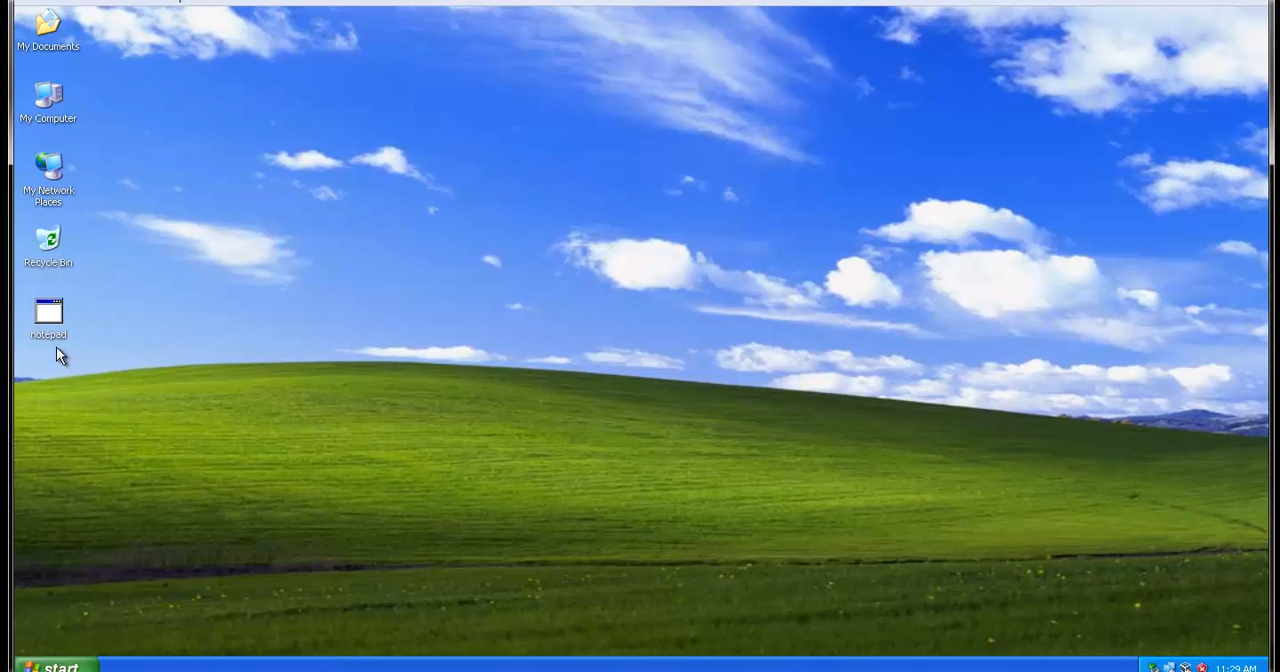 My Documents
My Computer
My Network
Places
Recycle Bin
notepad
start
11:29 AM